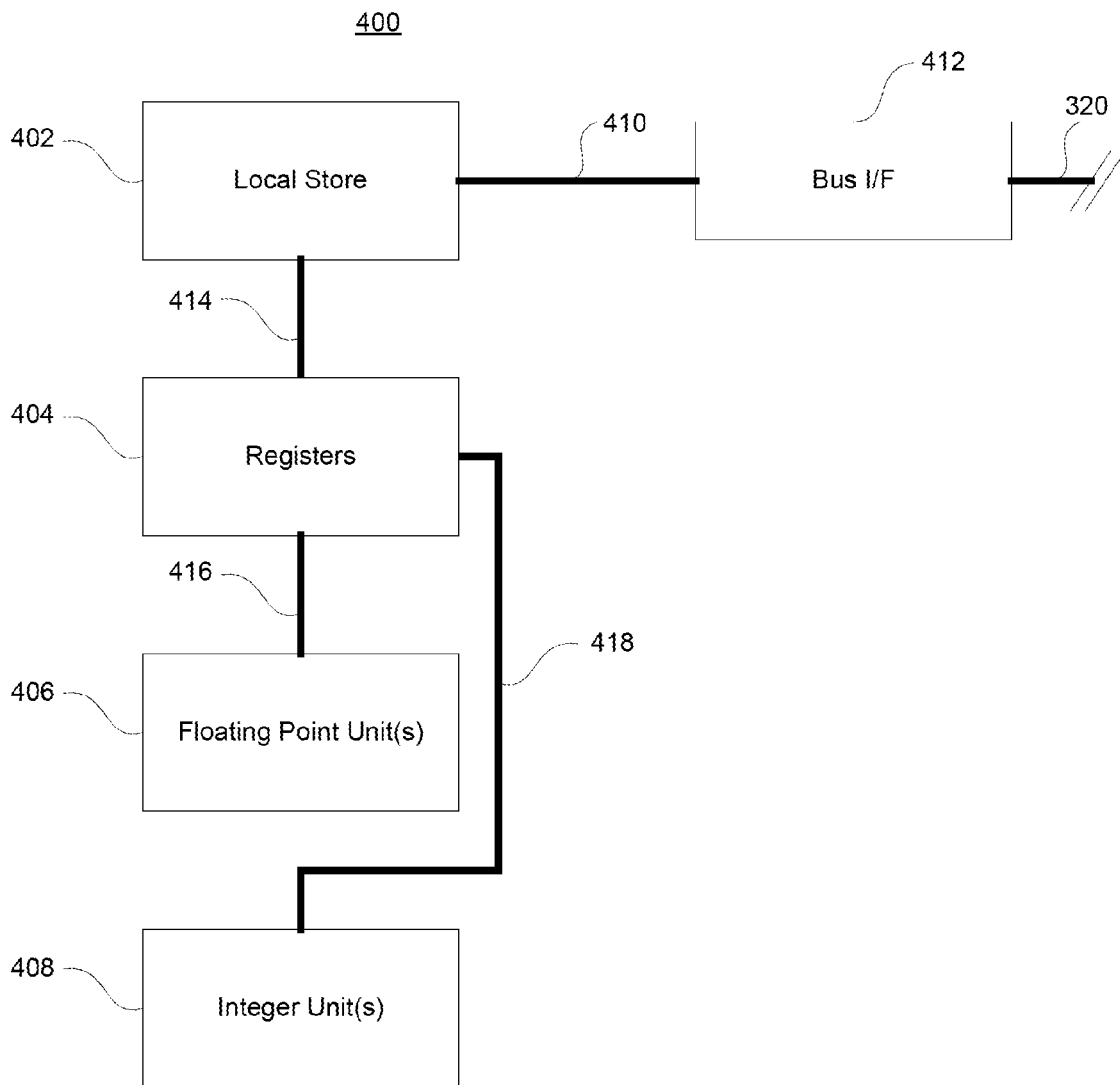 400
412
320
402
410
Local Store
Bus I/F
414
404
Registers
416
418
406
Floating Point Unit(s)
408
Integer Unit(s)